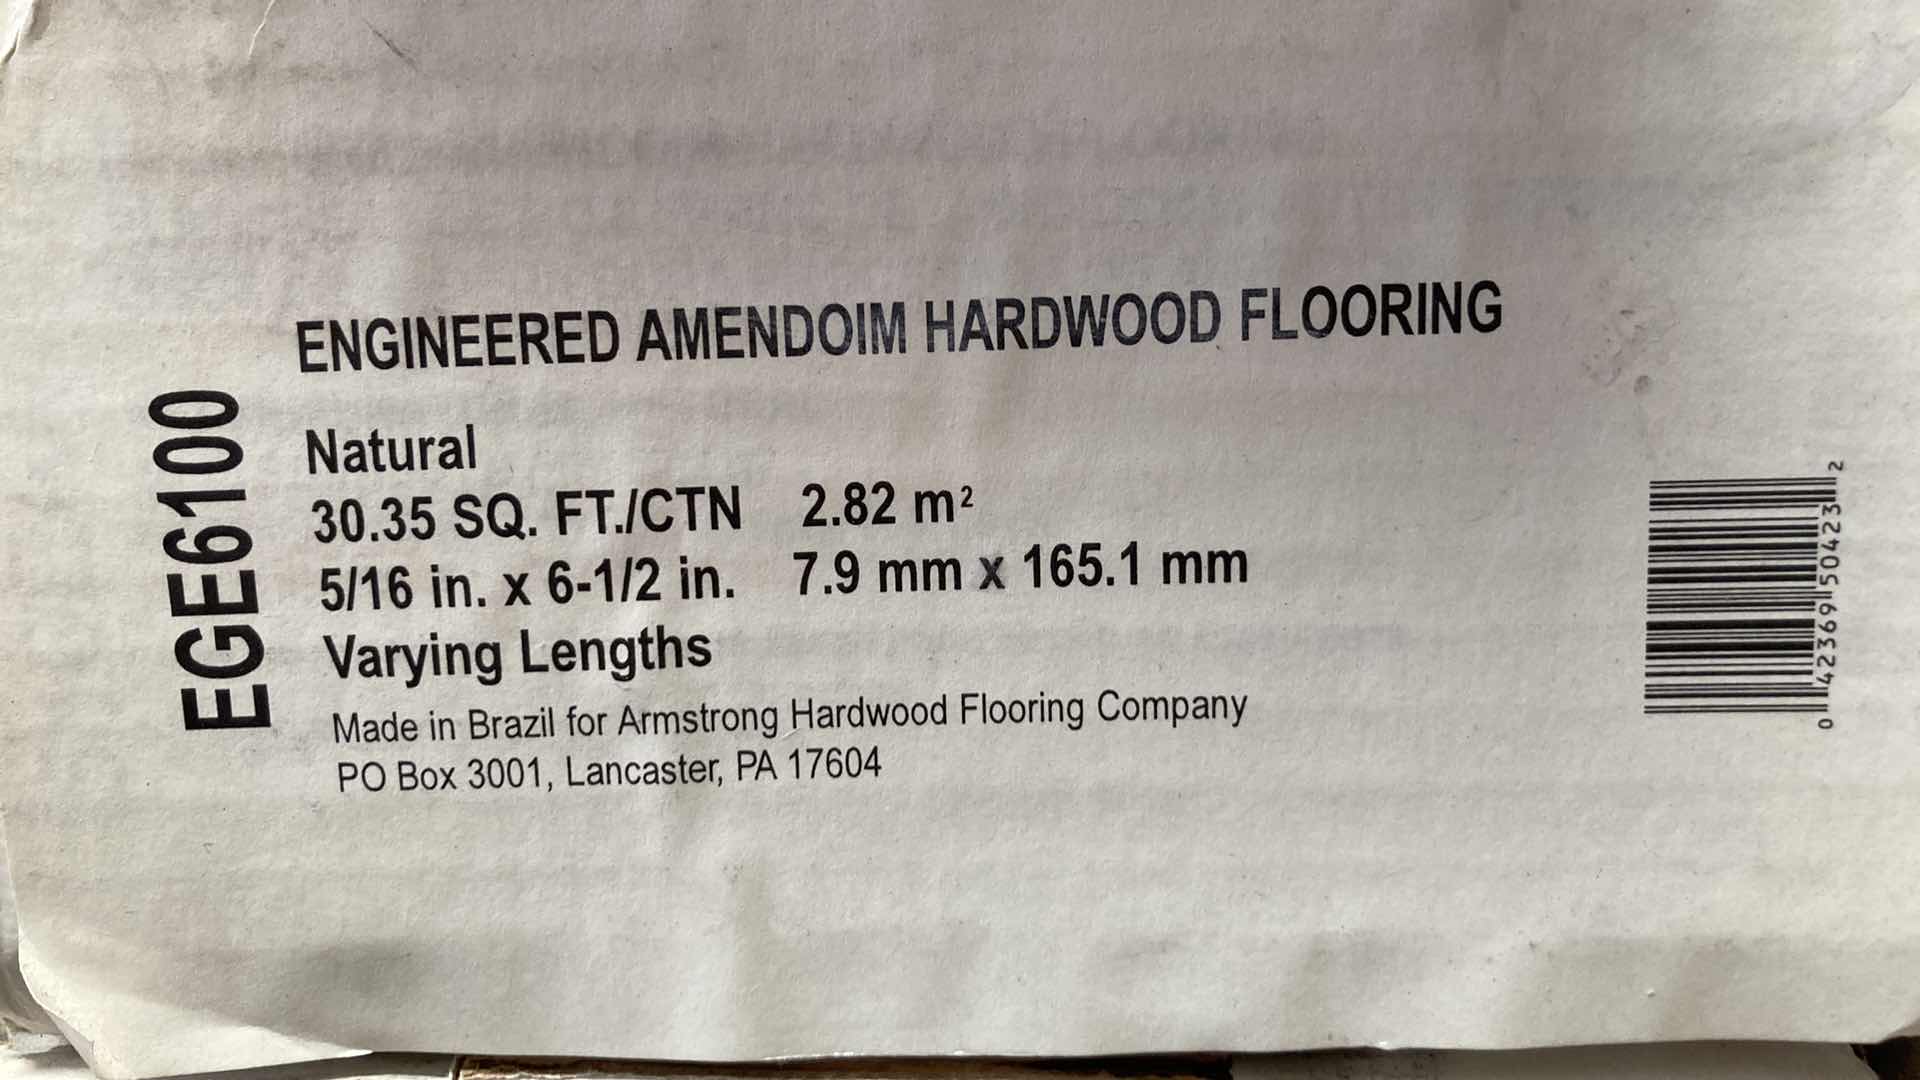 EGE6100
ENGINEERED AMENDOIM HARDWOOD FLOORING
Natural
30.35 SQ. FT./CTN 2.82 m²
5/16 in. x 6-1/2 in. 7.9 mm x 165.1 mm
Varying Lengths
Made in Brazil for Armstrong Hardwood Flooring Company
PO Box 3001, Lancaster, PA 17604
0 42369 50423 2